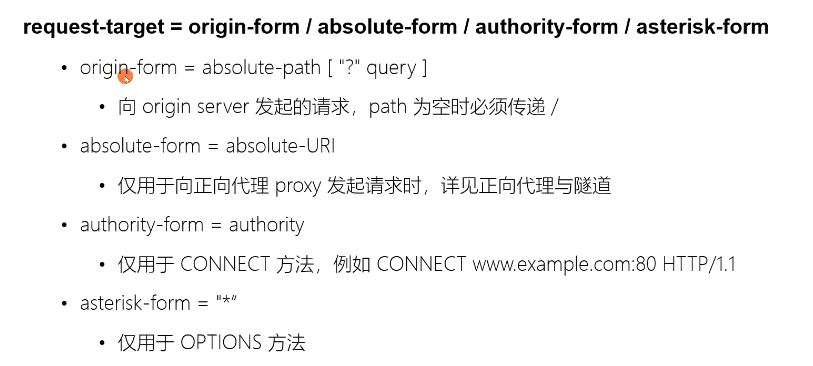 request-target = origin-form / absolute-form / authority-form / asterisk-form
• origin-form = absolute-path [ "?" query ]
• 向 origin server 发起的请求，path 为空时必须传递 /
• absolute-form = absolute-URI
• 仅用于向正向代理 proxy 发起请求时，详见正向代理与隧道
• authority-form = authority
• 仅用于 CONNECT 方法，例如 CONNECT www.example.com:80 HTTP/1.1
• asterisk-form = "*“
• 仅用于 OPTIONS 方法